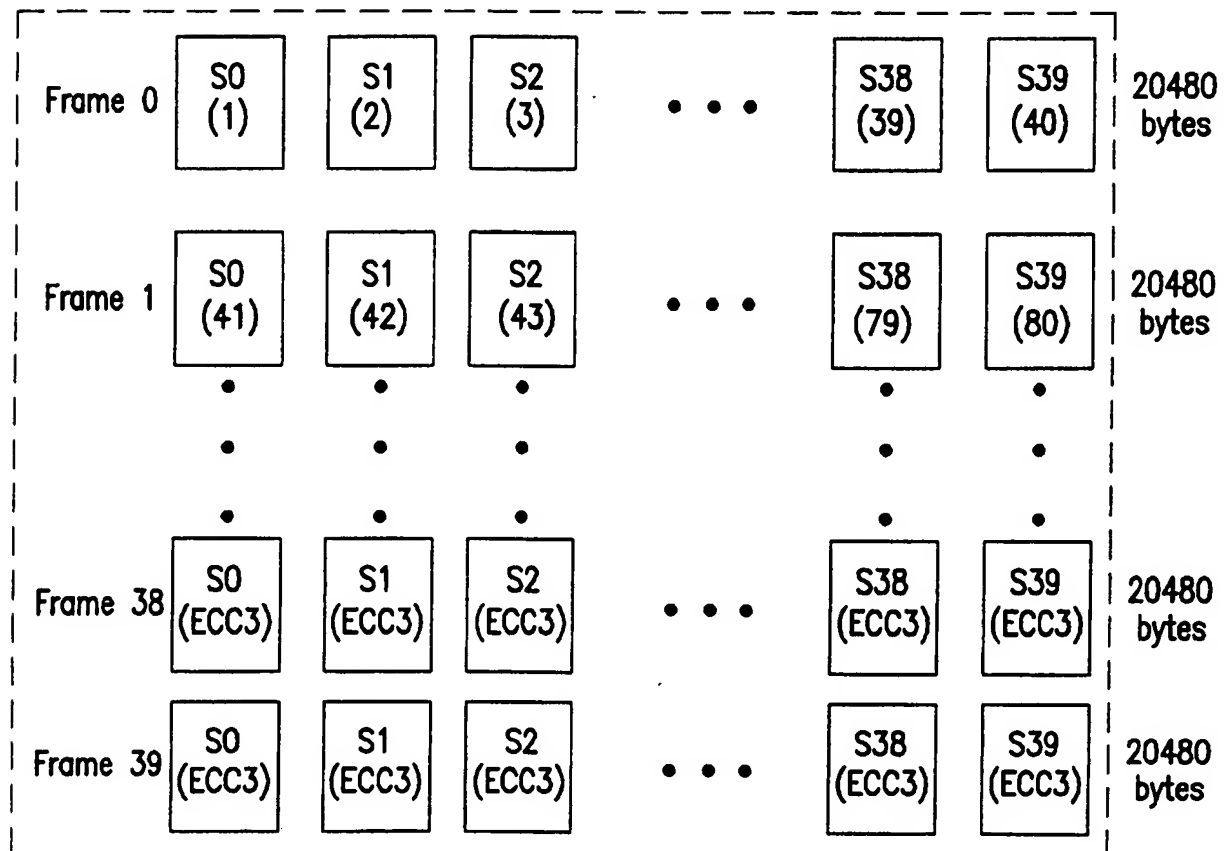 Frame 0
S0
(1)
S1
(2)
S2
(3)
S38
(39)
S39
(40)
20480
bytes
Frame 1
S0
(41)
S1
(42)
S2
(43)
S38
(79)
S39
(80)
20480
bytes
Frame 38
S0
(ECC3)
S1
(ECC3)
S2
(ECC3)
S38
(ECC3)
S39
(ECC3)
20480
bytes
Frame 39
S0
(ECC3)
S1
(ECC3)
S2
(ECC3)
S38
(ECC3)
S39
(ECC3)
20480
bytes